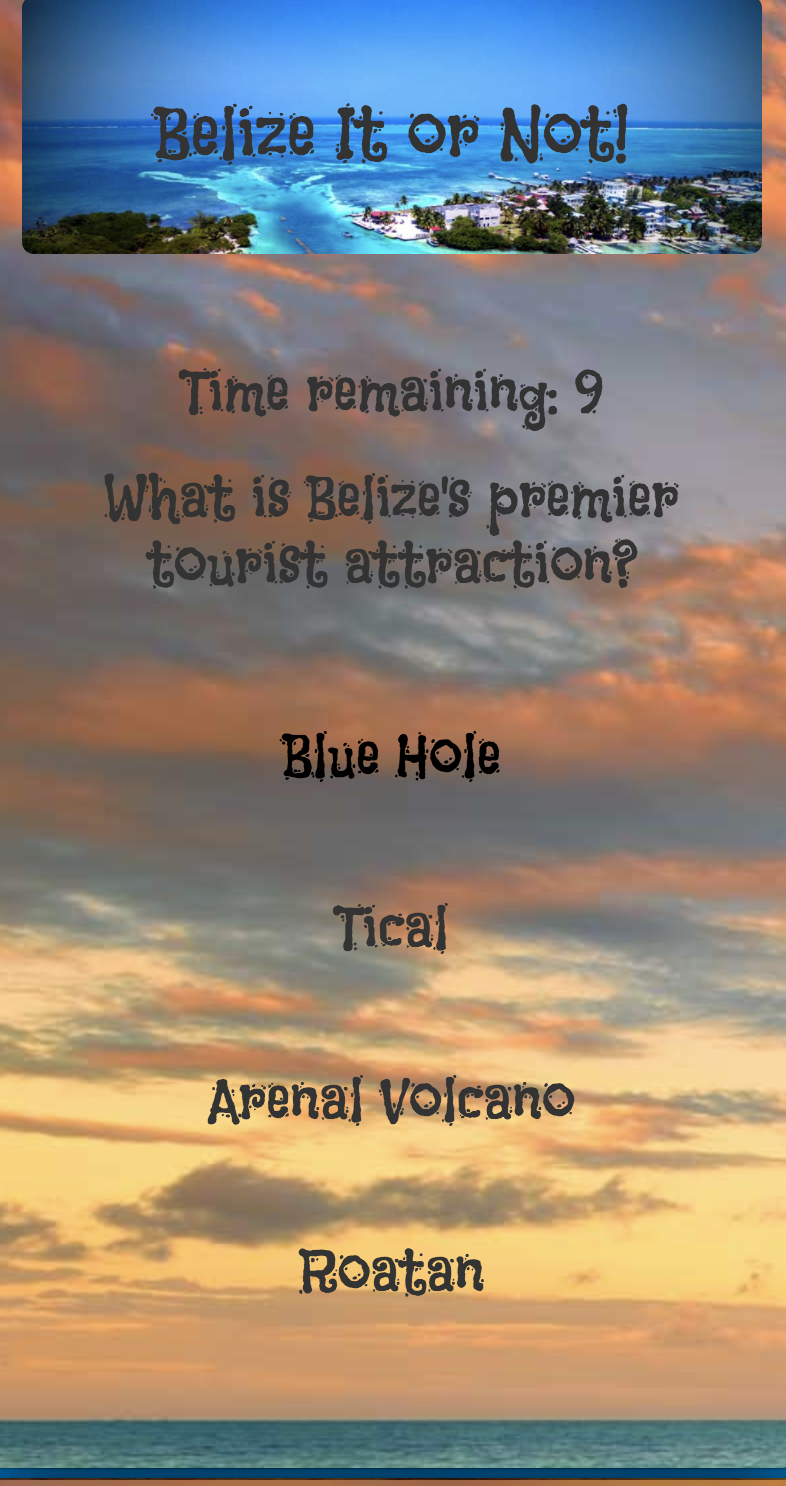 Belize It or Not!
Time remaining: 9
What is Belize's premier
tourist attraction?
Blue Hole
Tical
Arenal Volcano
Roatan